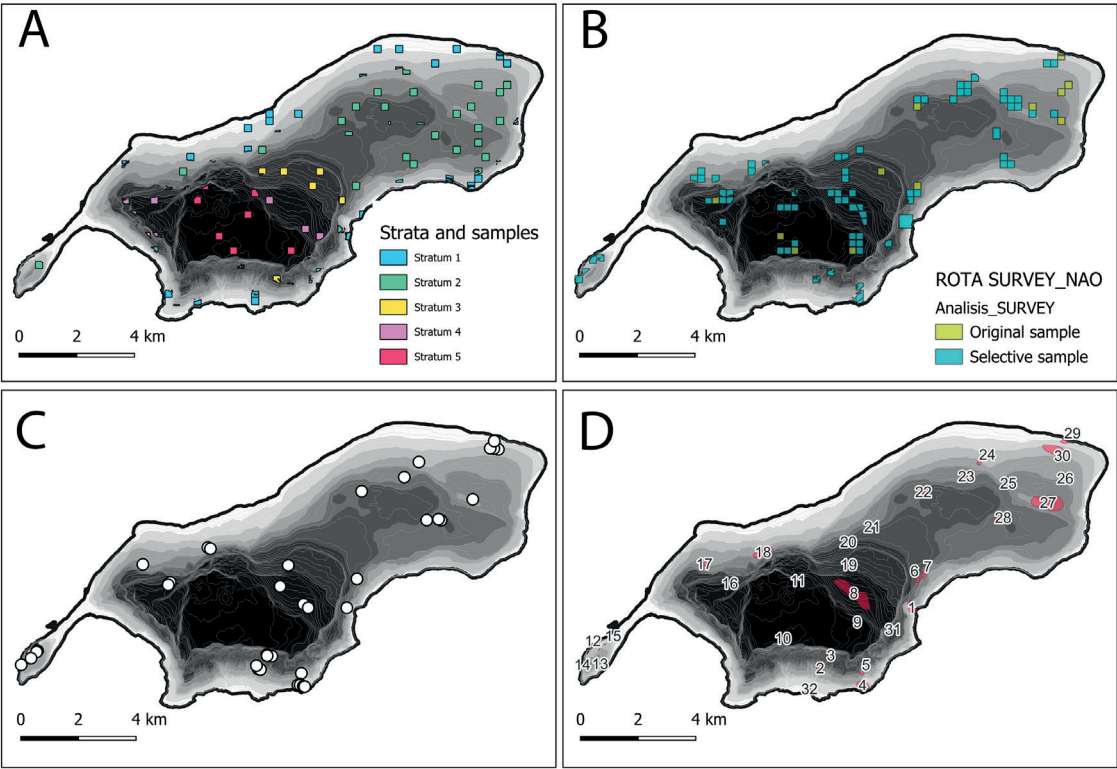 A
Strata and samples
Stratum 1
Stratum 2
Stratum 3
Stratum 4
Stratum 5
0 2 4 km
B
ROTA SURVEY_NAO
Analisis_SURVEY
Original sample
Selective sample
0 2 4 km
C
0 2 4 km
D
29
30
24
23
25
26
22
27
28
21
20
18
17
19
6 7
16
11
8
1
9
31
10
12 15
14 13
3
2
5
4
32
0 2 4 km